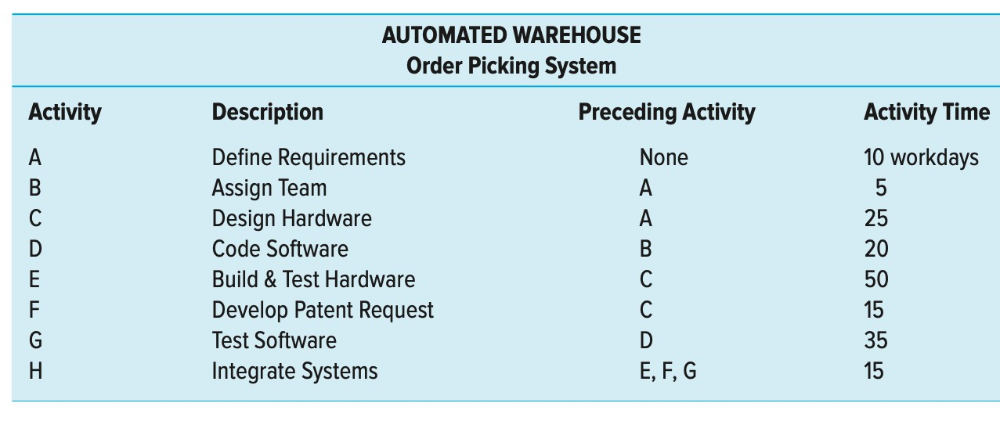 AUTOMATED WAREHOUSE
Order Picking System
Activity Description Preceding Activity Activity Time
A Define Requirements None 10 workdays
B Assign Team A 5
C Design Hardware A 25
D Code Software B 20
E Build & Test Hardware C 50
F Develop Patent Request C 15
G Test Software D 35
H Integrate Systems E, F, G 15